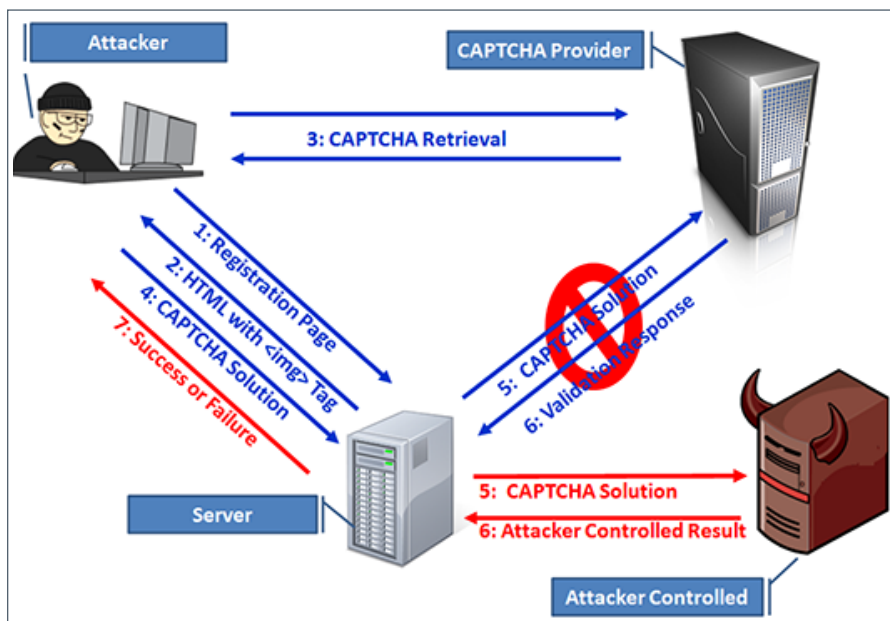 Attacker
CAPTCHA Provider
3: CAPTCHA Retrieval
1: Registration Page
2: HTML with <img> Tag
4: CAPTCHA Solution
7: Success or Failure
5: CAPTCHA Solution
6: Validation Response
Server
5: CAPTCHA Solution
6: Attacker Controlled Result
Attacker Controlled